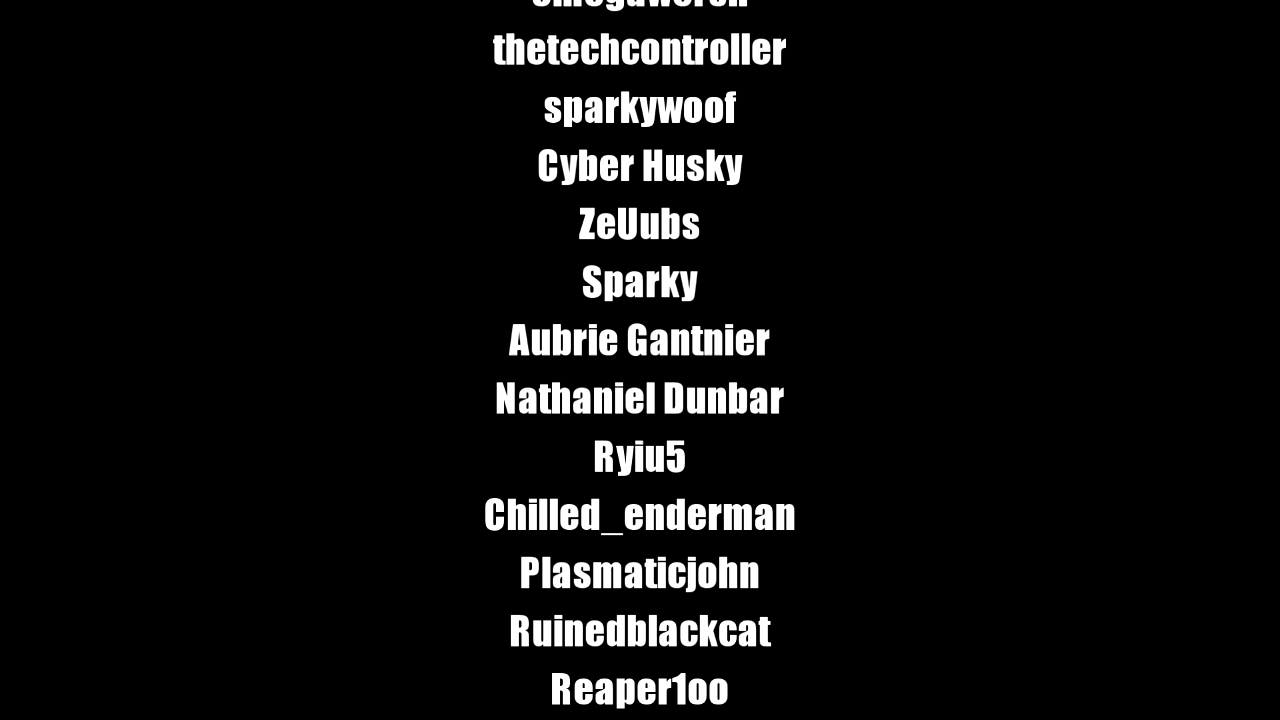 thetechcontroller
sparkywoof
Cyber Husky
ZeUubs
Sparky
Aubrie Gantnier
Nathaniel Dunbar
Ryiu5
Chilled_enderman
Plasmaticjohn
Ruinedblackcat
Reaper1oo